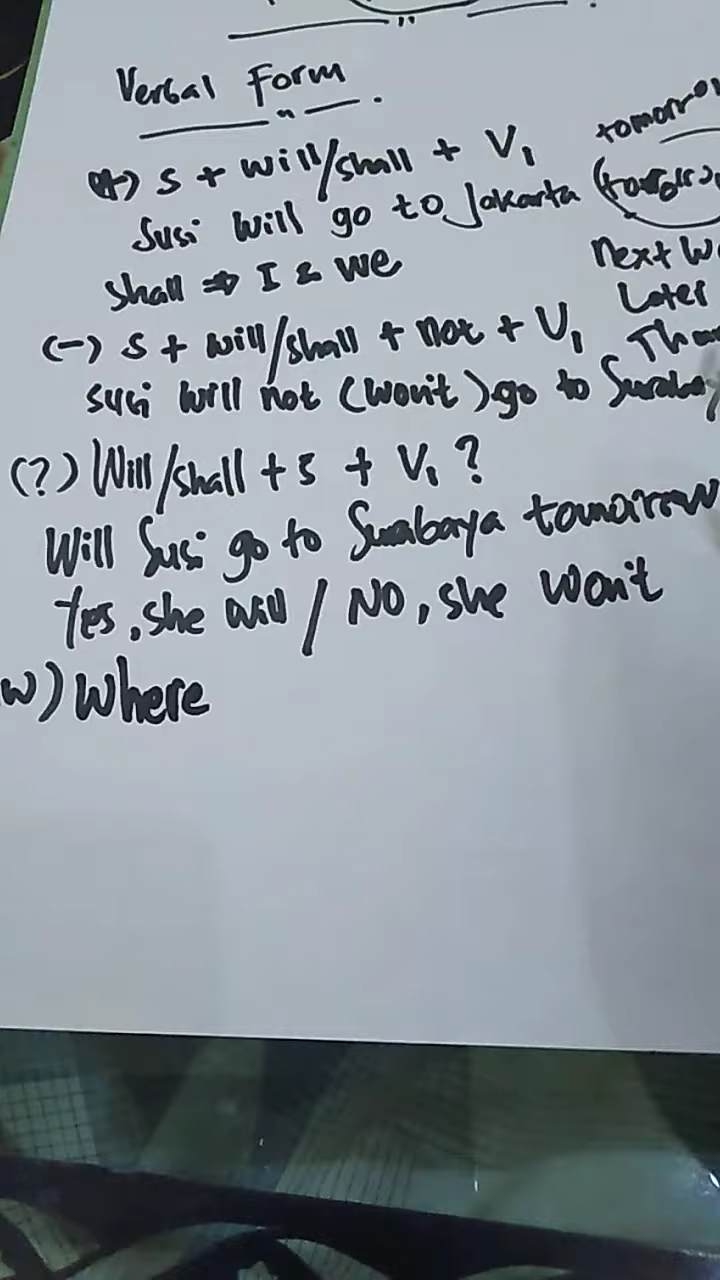 Verbal Form
(+) S + will/shall + V1
tomorrow
Susi will go to Jakarta
shall ⇒ I & we
Next
Later
(-) S + will/shall + not + V1
susi will not (won't) go to
(?) Will/shall + S + V1 ?
Will Susi go to Surabaya tomorrow
Yes, she will / No, she won't
W) Where